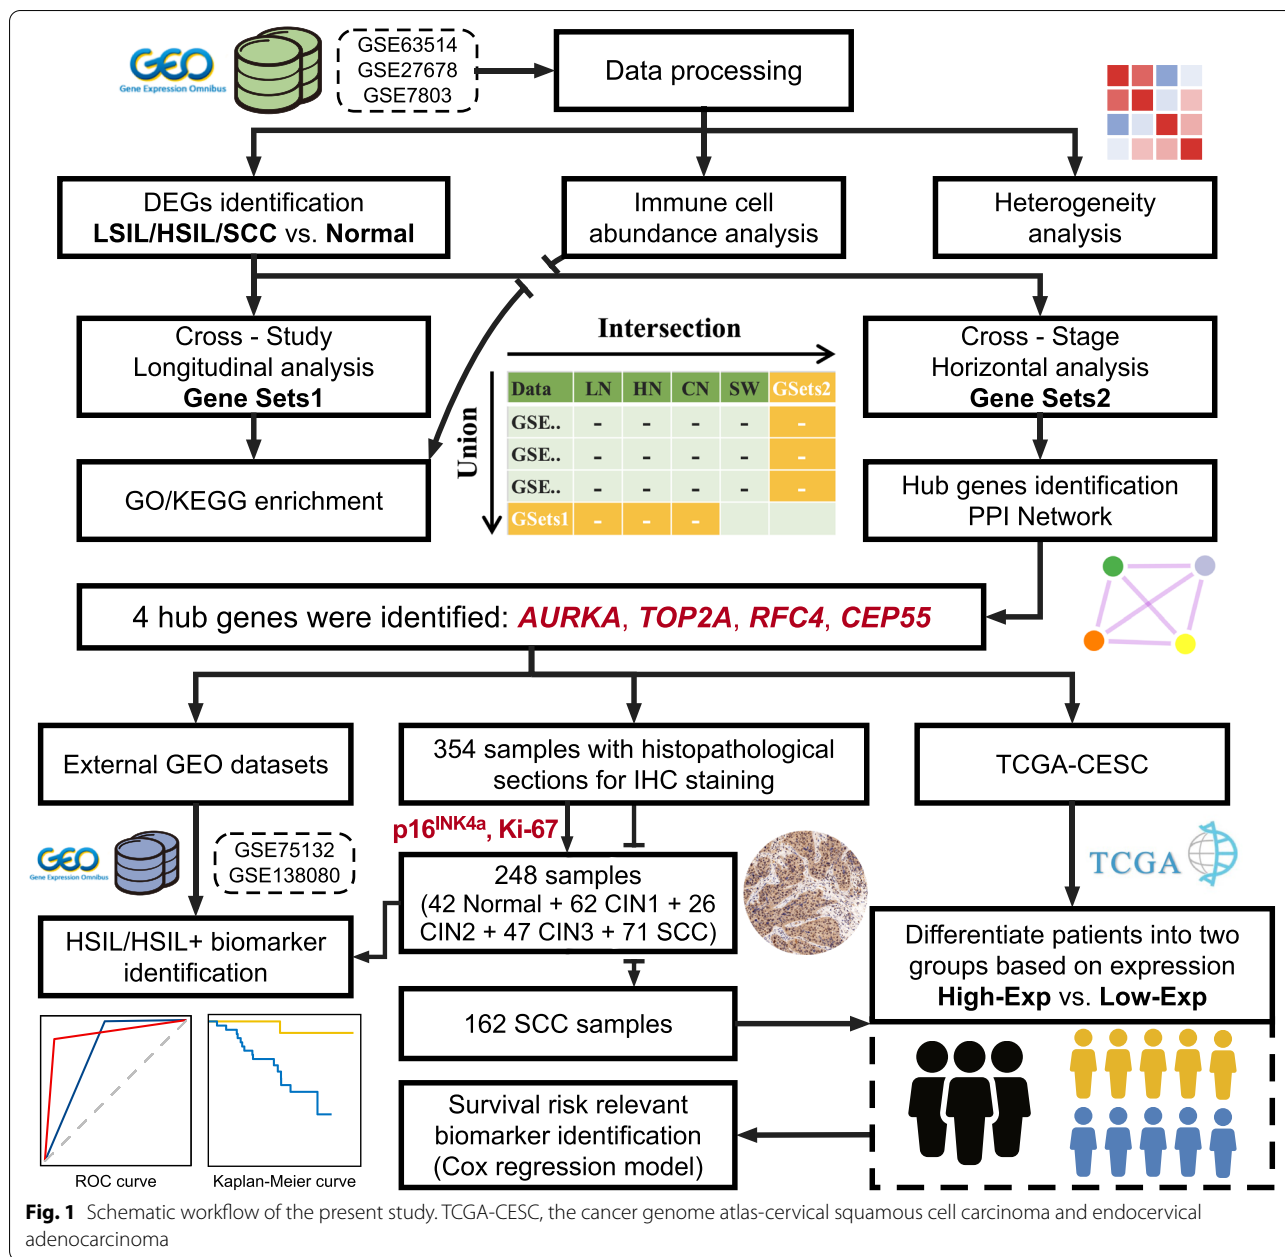 GEO
Gene Expression Omnibus
GSE63514
GSE27678
GSE7803
Data processing
DEGs identification
LSIL/HSIL/SCC vs. Normal
Immune cell
abundance analysis
Heterogeneity
analysis
Cross - Study
Longitudinal analysis
Gene Sets1
Intersection
Union
Data LN HN CN SW GSets2
GSE.. - - - - -
GSE.. - - - - -
GSE.. - - - - -
GSets1 - - -
Cross - Stage
Horizontal analysis
Gene Sets2
GO/KEGG enrichment
Hub genes identification
PPI Network
4 hub genes were identified: AURKA, TOP2A, RFC4, CEP55
External GEO datasets
354 samples with histopathological
sections for IHC staining
TCGA-CESC
p16INK4a, Ki-67
GEO
Gene Expression Omnibus
GSE75132
GSE138080
TCGA
248 samples
(42 Normal + 62 CIN1 + 26
CIN2 + 47 CIN3 + 71 SCC)
HSIL/HSIL+ biomarker
identification
Differentiate patients into two
groups based on expression
High-Exp vs. Low-Exp
162 SCC samples
Survival risk relevant
biomarker identification
(Cox regression model)
ROC curve
Kaplan-Meier curve
Fig. 1 Schematic workflow of the present study. TCGA-CESC, the cancer genome atlas-cervical squamous cell carcinoma and endocervical
adenocarcinoma